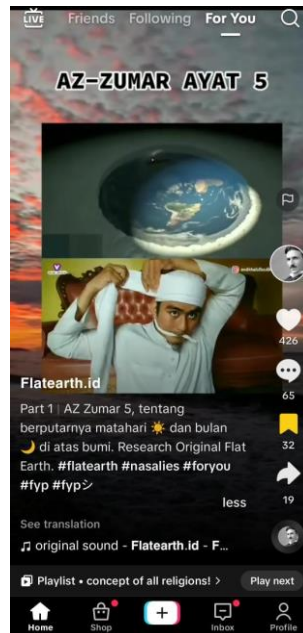 LIVE Friends Following For You
AZ-ZUMAR AYAT 5
426
65
32
19
Flatearth.id
Part 1 | AZ Zumar 5, tentang
berputarnya matahari ☀️ dan bulan
🌙 di atas bumi. Research Original Flat
Earth. #flatearth #nasalies #foryou
#fyp #fypシ
less
See translation
♫ original sound - Flatearth.id - F...
Playlist • concept of all religions! > Play next
Home Shop Inbox Profile